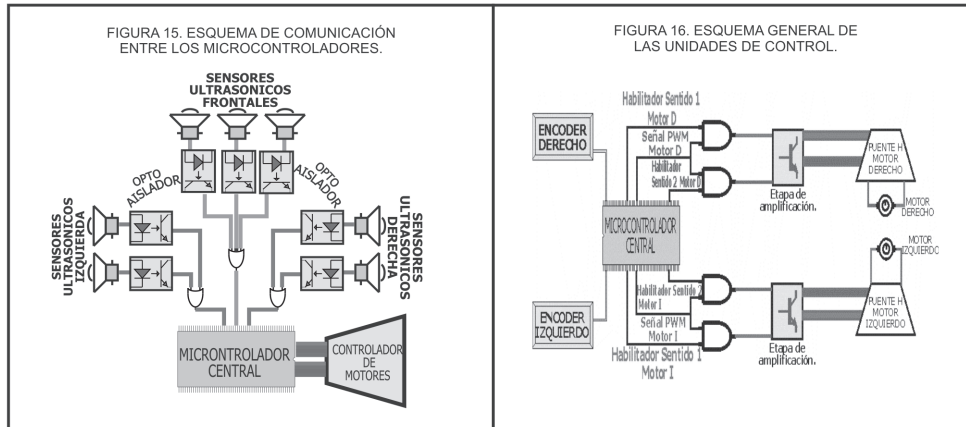 FIGURA 15. ESQUEMA DE COMUNICACIÓN
ENTRE LOS MICROCONTROLADORES.
SENSORES
ULTRASONICOS
FRONTALES
OPTO
AISLADOR
OPTO
AISLADOR
SENSORES
ULTRASONICOS
IZQUIERDA
SENSORES
ULTRASONICOS
DERECHA
MICRONTROLADOR
CENTRAL
CONTROLADOR
DE
MOTORES
FIGURA 16. ESQUEMA GENERAL DE
LAS UNIDADES DE CONTROL.
Habilitador Sentido 1
Motor D
Señal PWM
Motor D
Habilitador
Sentido 2 Motor D
ENCODER
DERECHO
MICROCONTROLADOR
CENTRAL
ENCODER
IZQUIERDO
Etapa de
amplificación.
PUENTE H
MOTOR
DERECHO
MOTOR
DERECHO
MOTOR
IZQUIERDO
Habilitador Sentido 2
Motor I
Señal PWM
Motor I
Habilitador Sentido 1
Motor I
Etapa de
amplificación.
PUENTE H
MOTOR
IZQUIERDO